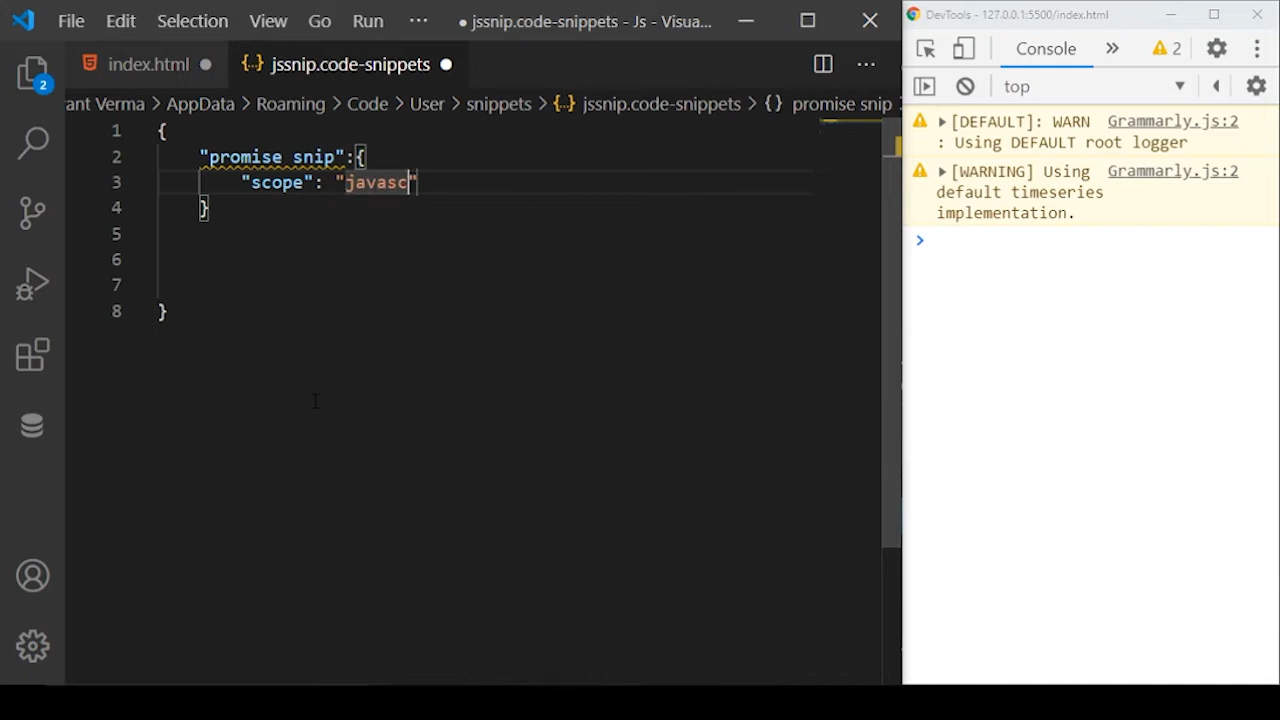 File Edit Selection View Go Run ··· ● jssnip.code-snippets - Js - Visua...
index.html ● {..} jssnip.code-snippets ●
rant Verma > AppData > Roaming > Code > User > snippets > {..} jssnip.code-snippets > {} promise snip >
1 {
2 "promise snip":{
3 "scope": "javasc"
4 }
5
6
7
8 }
2
DevTools - 127.0.0.1:5500/index.html
Console » 2
top
[DEFAULT]: WARN Grammarly.js:2
: Using DEFAULT root logger
[WARNING] Using Grammarly.js:2
default timeseries
implementation.
>